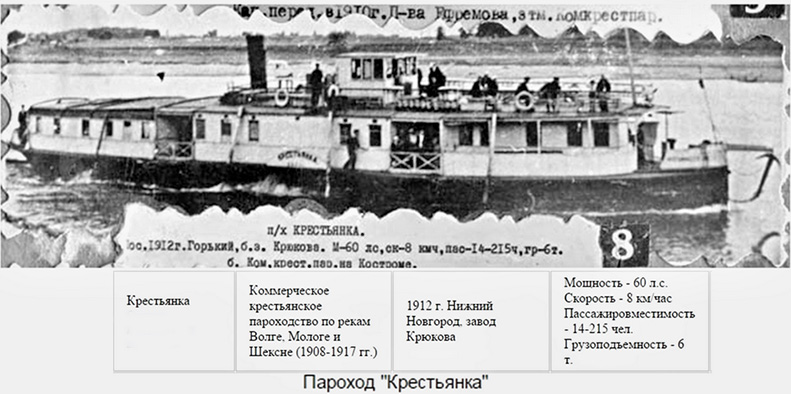 Кап.перед.в1910г.Л-ва Ефремова,зтм.Комкрестпар.
КРЕСТЬЯНКА
п/х КРЕСТЬЯНКА.
1912г.Горький,б.з. Крюкова. М-60 лс,ск-8 кмч,пас-14-215ч,гр-6т.
б. Ком.крест.пар.на Костроме.
8
Крестьянка
Коммерческое
крестьянское
пароходство по рекам
Волге, Мологе и
Шексне (1908-1917 гг.)
1912 г. Нижний
Новгород, завод
Крюкова
Мощность - 60 л.с.
Скорость - 8 км/час
Пассажировместимость
- 14-215 чел.
Грузоподъемность - 6
т.
Пароход "Крестьянка"